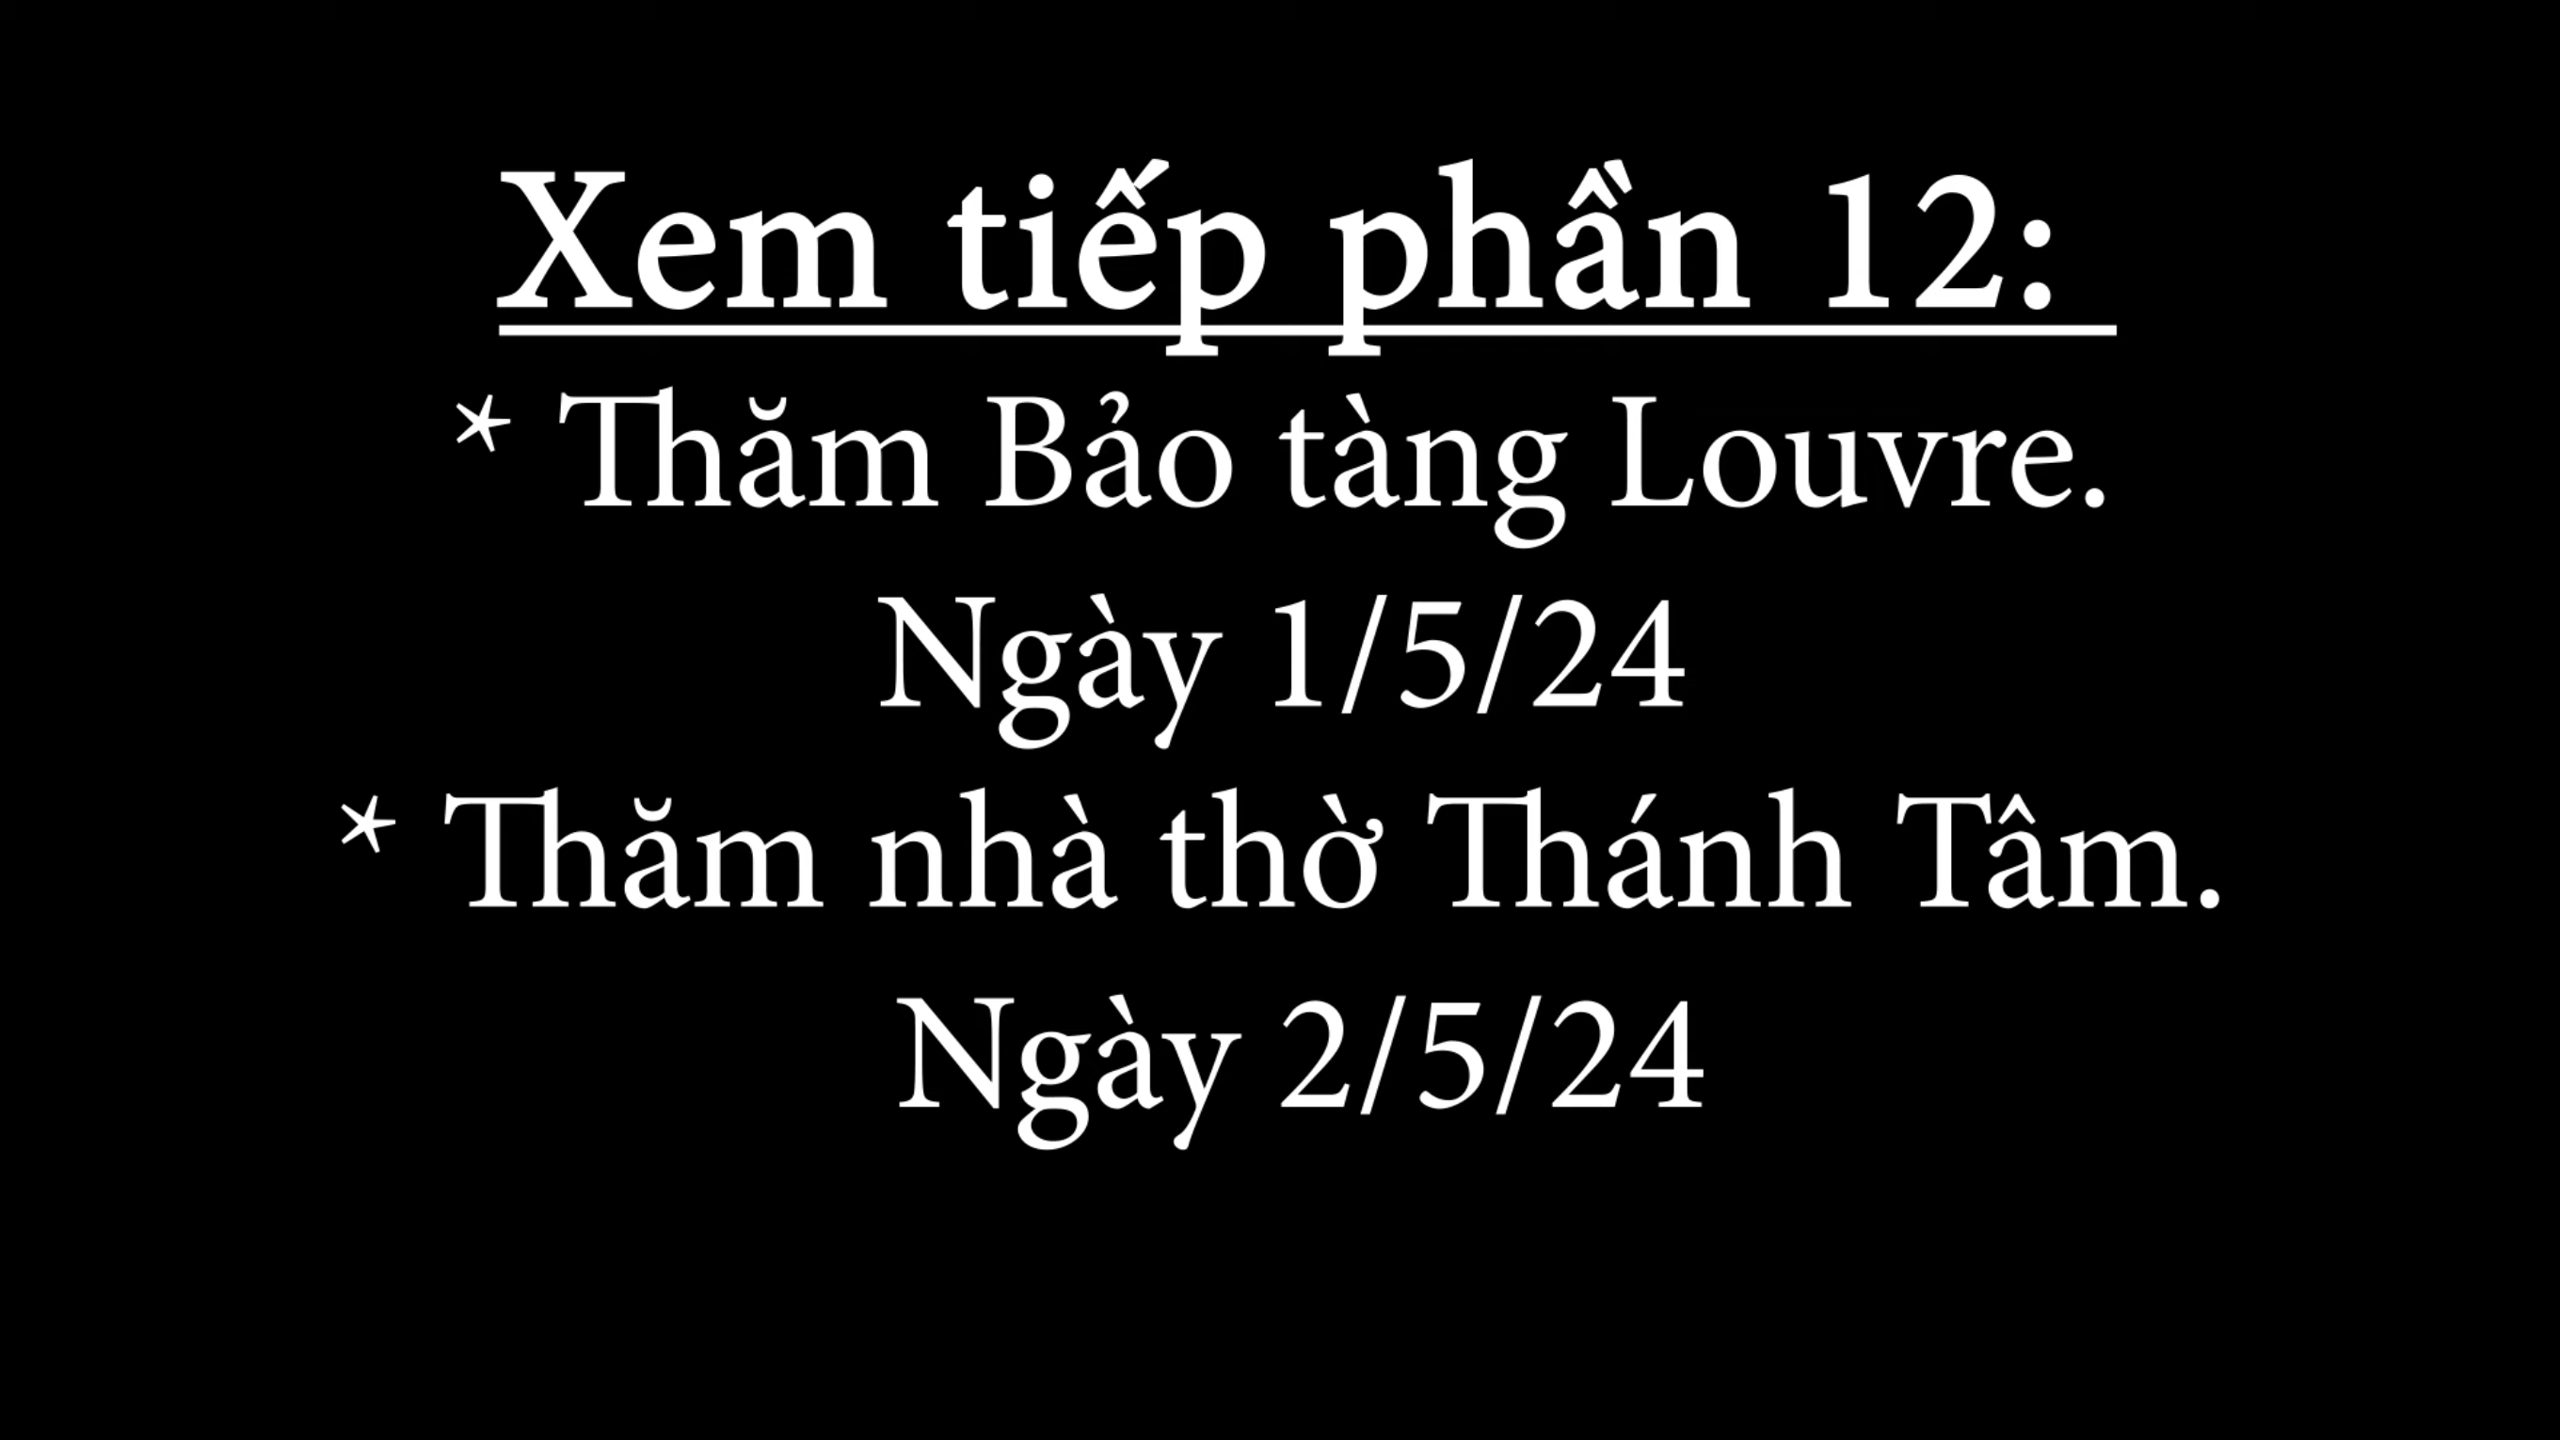 Xem tiếp phần 12:
* Thăm Bảo tàng Louvre.
Ngày 1/5/24
* Thăm nhà thờ Thánh Tâm.
Ngày 2/5/24